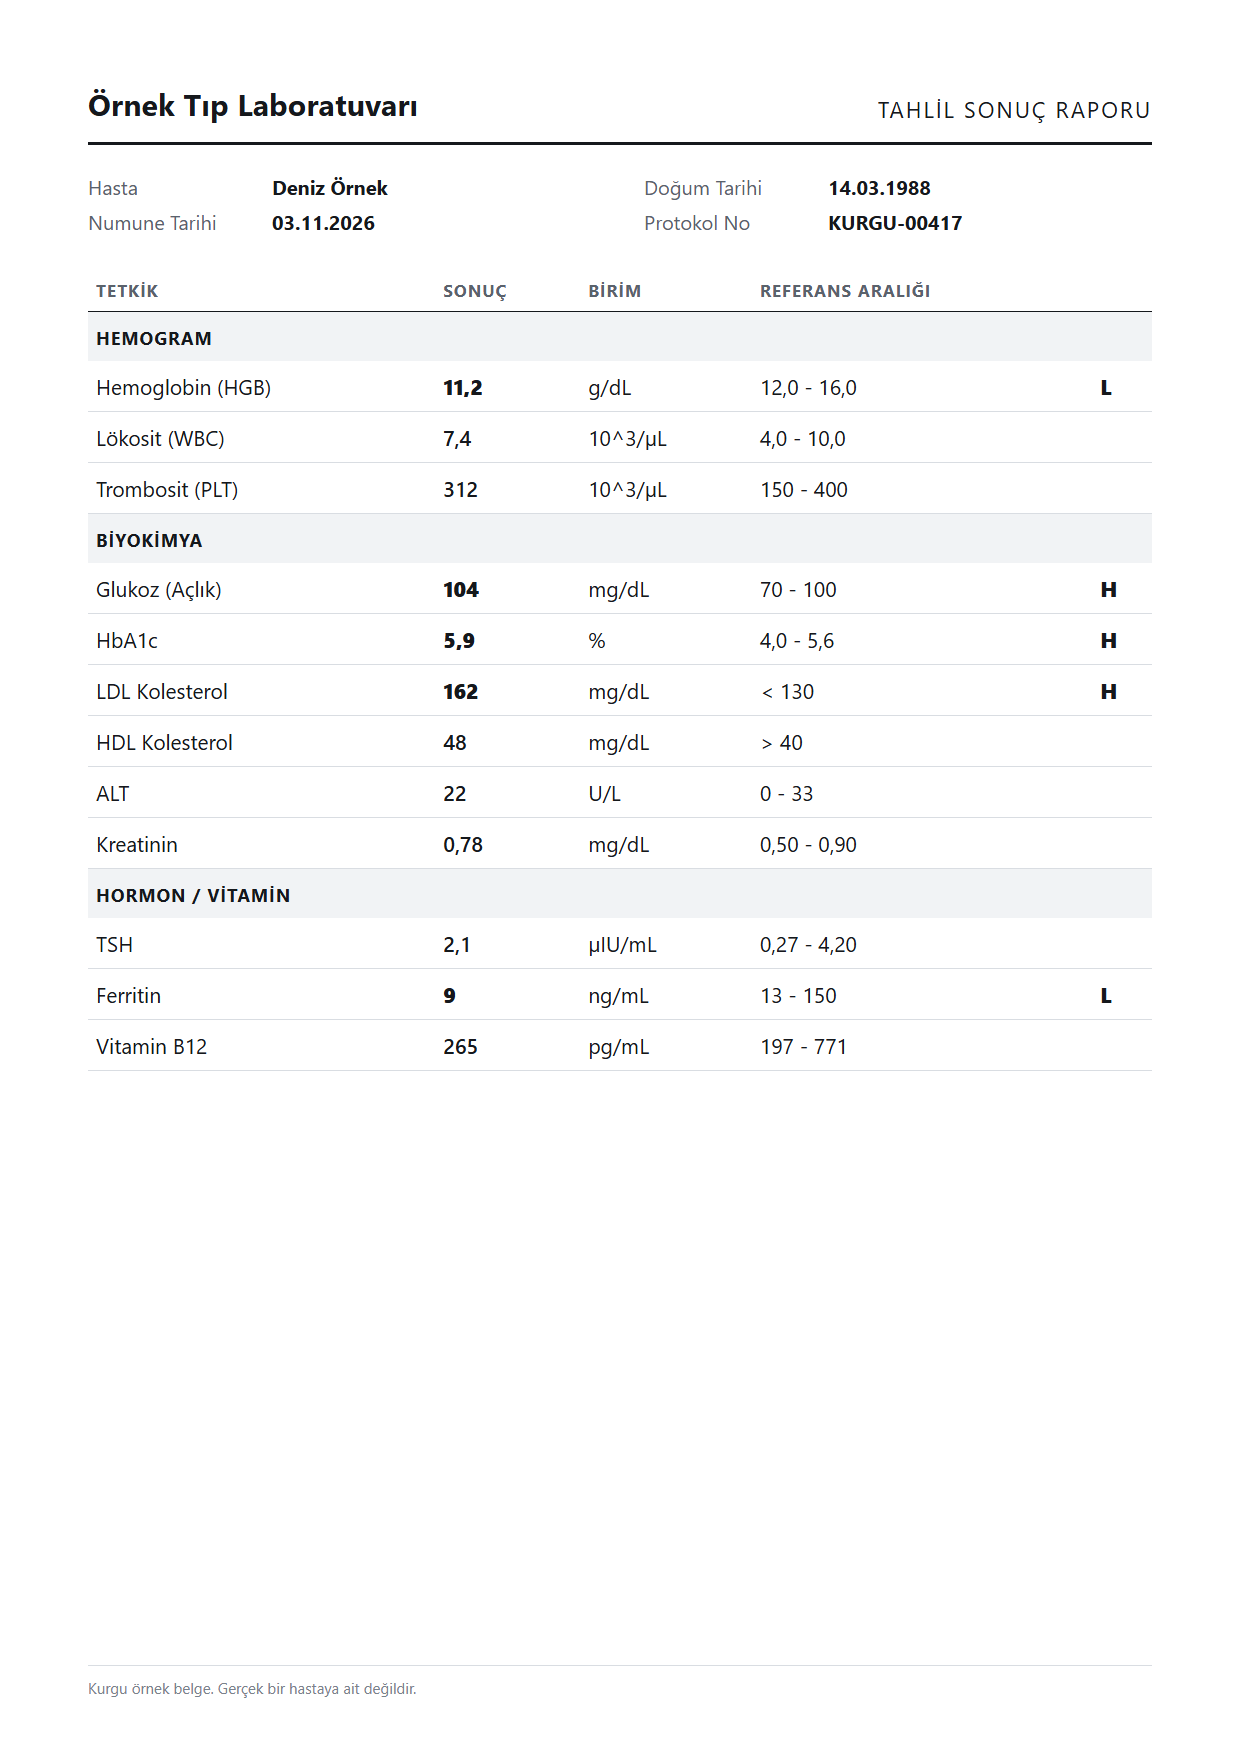 Örnek Tıp Laboratuvarı TAHLİL SONUÇ RAPORU
Hasta Deniz Örnek Doğum Tarihi 14.03.1988
Numune Tarihi 03.11.2026 Protokol No KURGU-00417
TETKİK SONUÇ BİRİM REFERANS ARALIĞI
HEMOGRAM
Hemoglobin (HGB) 11,2 g/dL 12,0 - 16,0 L
Lökosit (WBC) 7,4 10^3/µL 4,0 - 10,0
Trombosit (PLT) 312 10^3/µL 150 - 400
BİYOKİMYA
Glukoz (Açlık) 104 mg/dL 70 - 100 H
HbA1c 5,9 % 4,0 - 5,6 H
LDL Kolesterol 162 mg/dL < 130 H
HDL Kolesterol 48 mg/dL > 40
ALT 22 U/L 0 - 33
Kreatinin 0,78 mg/dL 0,50 - 0,90
HORMON / VİTAMİN
TSH 2,1 µIU/mL 0,27 - 4,20
Ferritin 9 ng/mL 13 - 150 L
Vitamin B12 265 pg/mL 197 - 771
Kurgu örnek belge. Gerçek bir hastaya ait değildir.